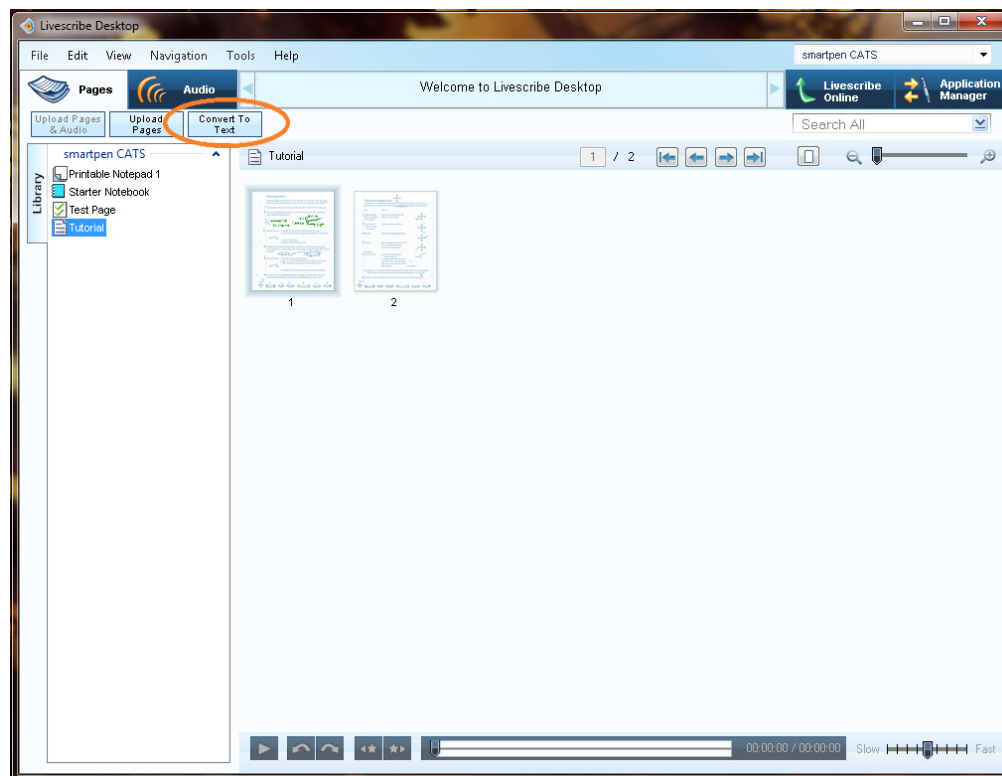 Livescribe Desktop
File Edit View Navigation Tools Help
smartpen CATS
Pages
Audio
Welcome to Livescribe Desktop
Livescribe
Online
Application
Manager
Upload Pages
& Audio
Upload
Pages
Convert To
Text
Search All
Library
smartpen CATS
Printable Notepad 1
Starter Notebook
Test Page
Tutorial
Tutorial
1 / 2
1
2
00:00:00 / 00:00:00
Slow
Fast